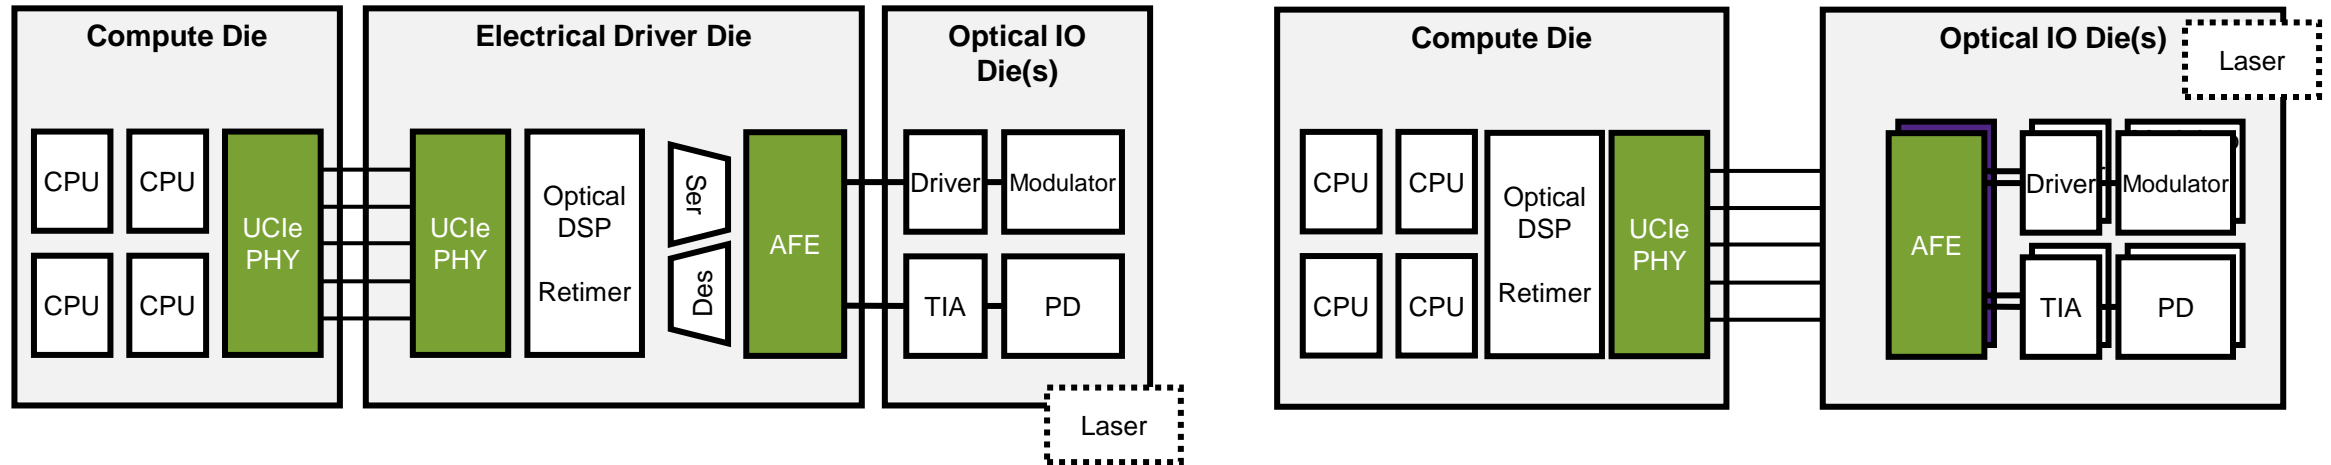 Compute Die
CPU
CPU
CPU
CPU
UCIe
PHY
Electrical Driver Die
UCIe
PHY
Optical
DSP
Retimer
Ser
Des
AFE
Optical IO
Die(s)
Driver
Modulator
TIA
PD
Laser
Compute Die
CPU
CPU
CPU
CPU
Optical
DSP
Retimer
UCIe
PHY
Optical IO Die(s)
Laser
AFE
Driver
Modulator
TIA
PD